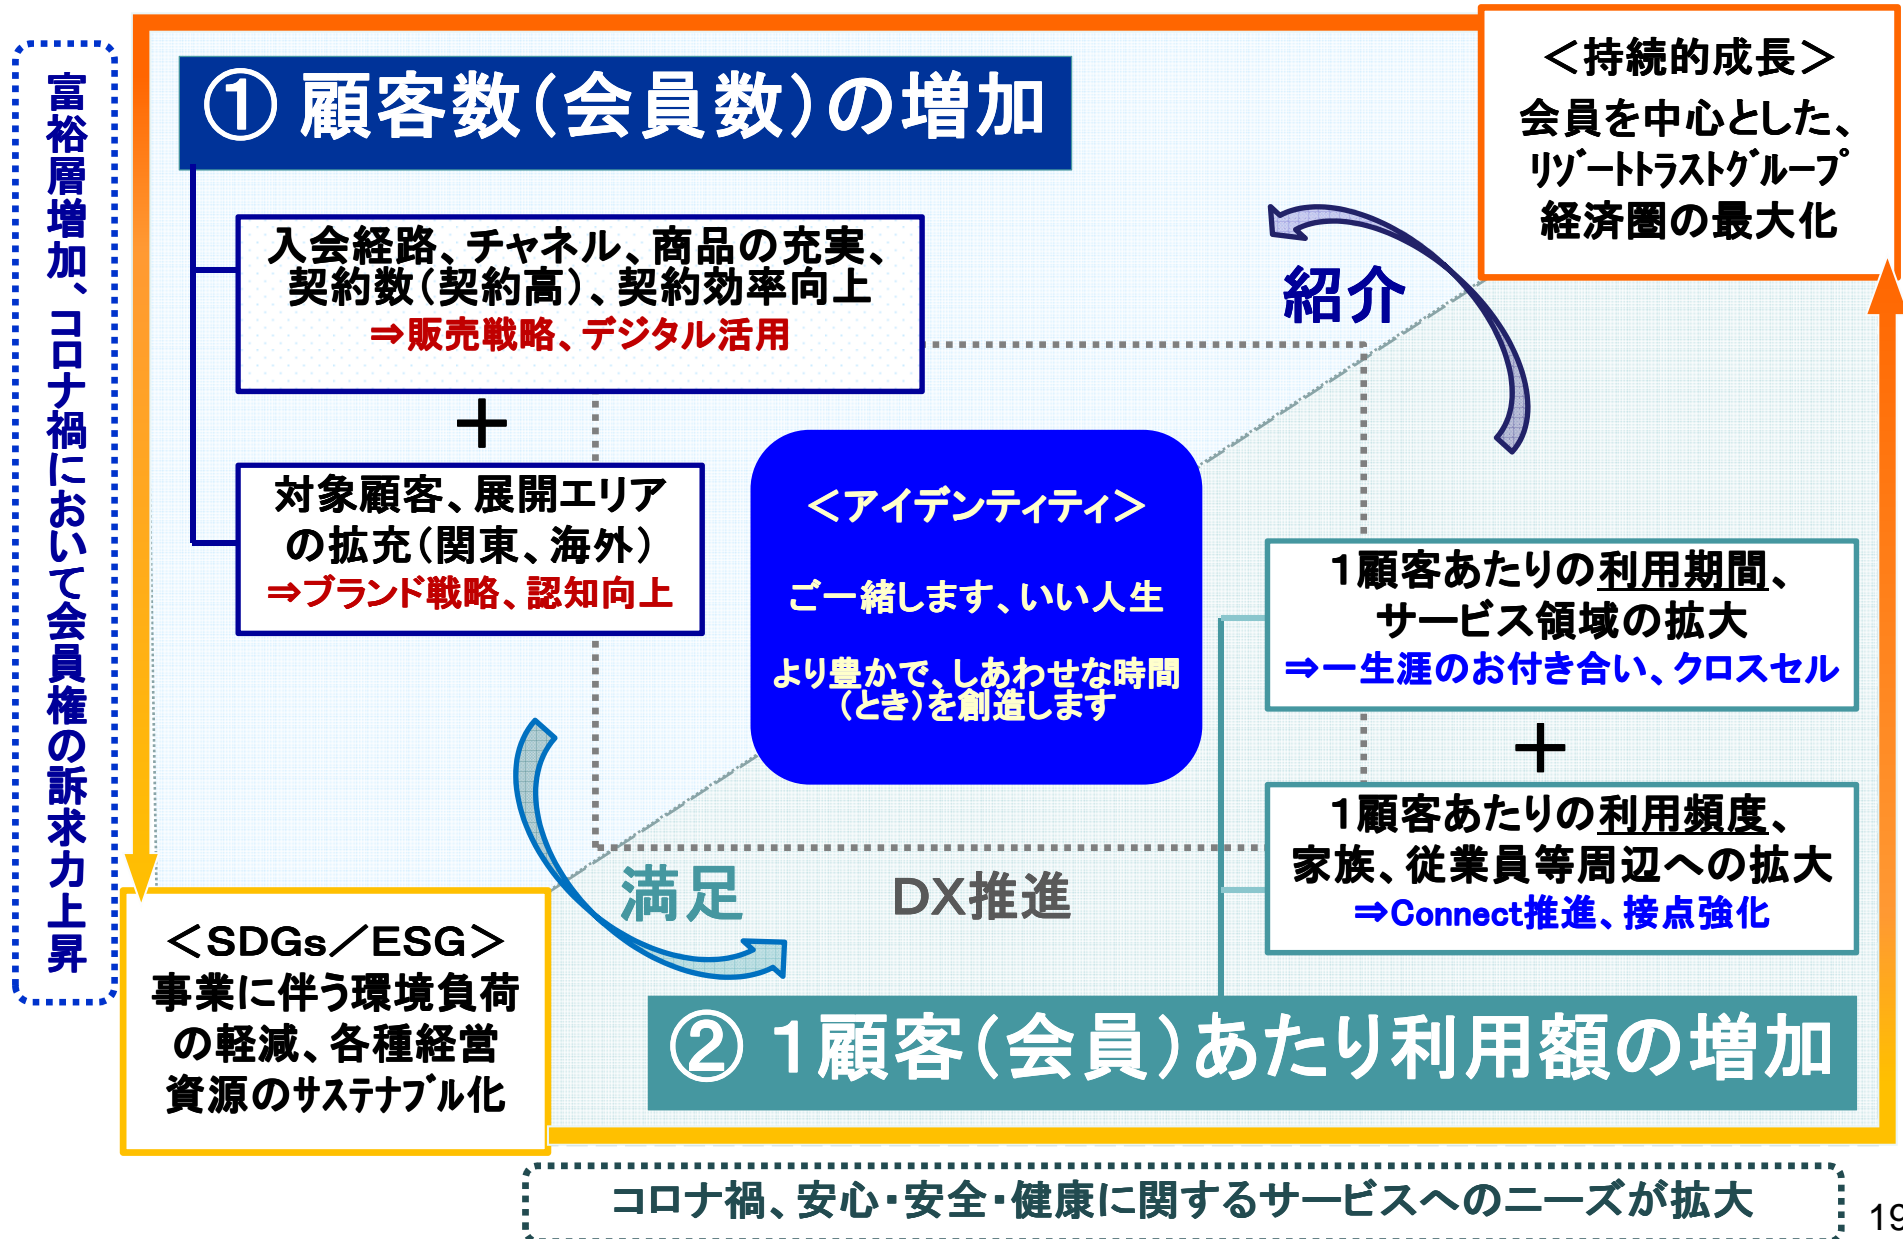 富裕層増加、コロナ禍において会員権の訴求力上昇
① 顧客数(会員数)の増加
入会経路、チャネル、商品の充実、
契約数(契約高)、契約効率向上
⇒販売戦略、デジタル活用
＋
対象顧客、展開エリア
の拡充(関東、海外)
⇒ブランド戦略、認知向上
＜持続的成長＞
会員を中心とした、
ﾘｿﾞｰﾄﾄﾗｽﾄｸﾞﾙｰﾌﾟ
経済圏の最大化
紹介
＜アイデンティティ＞
ご一緒します、いい人生
より豊かで、しあわせな時間
(とき)を創造します
1顧客あたりの利用期間、
サービス領域の拡大
⇒一生涯のお付き合い、クロスセル
＋
1顧客あたりの利用頻度、
家族、従業員等周辺への拡大
⇒Connect推進、接点強化
満足
DX推進
＜SDGs／ESG＞
事業に伴う環境負荷
の軽減、各種経営
資源のｻｽﾃﾅﾌﾞﾙ化
② 1顧客(会員)あたり利用額の増加
コロナ禍、安心・安全・健康に関するサービスへのニーズが拡大
19